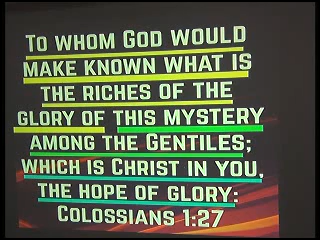 To whom God would
make known what is
the riches of the
glory of this mystery
among the Gentiles;
which is Christ in you,
the hope of glory:
Colossians 1:27